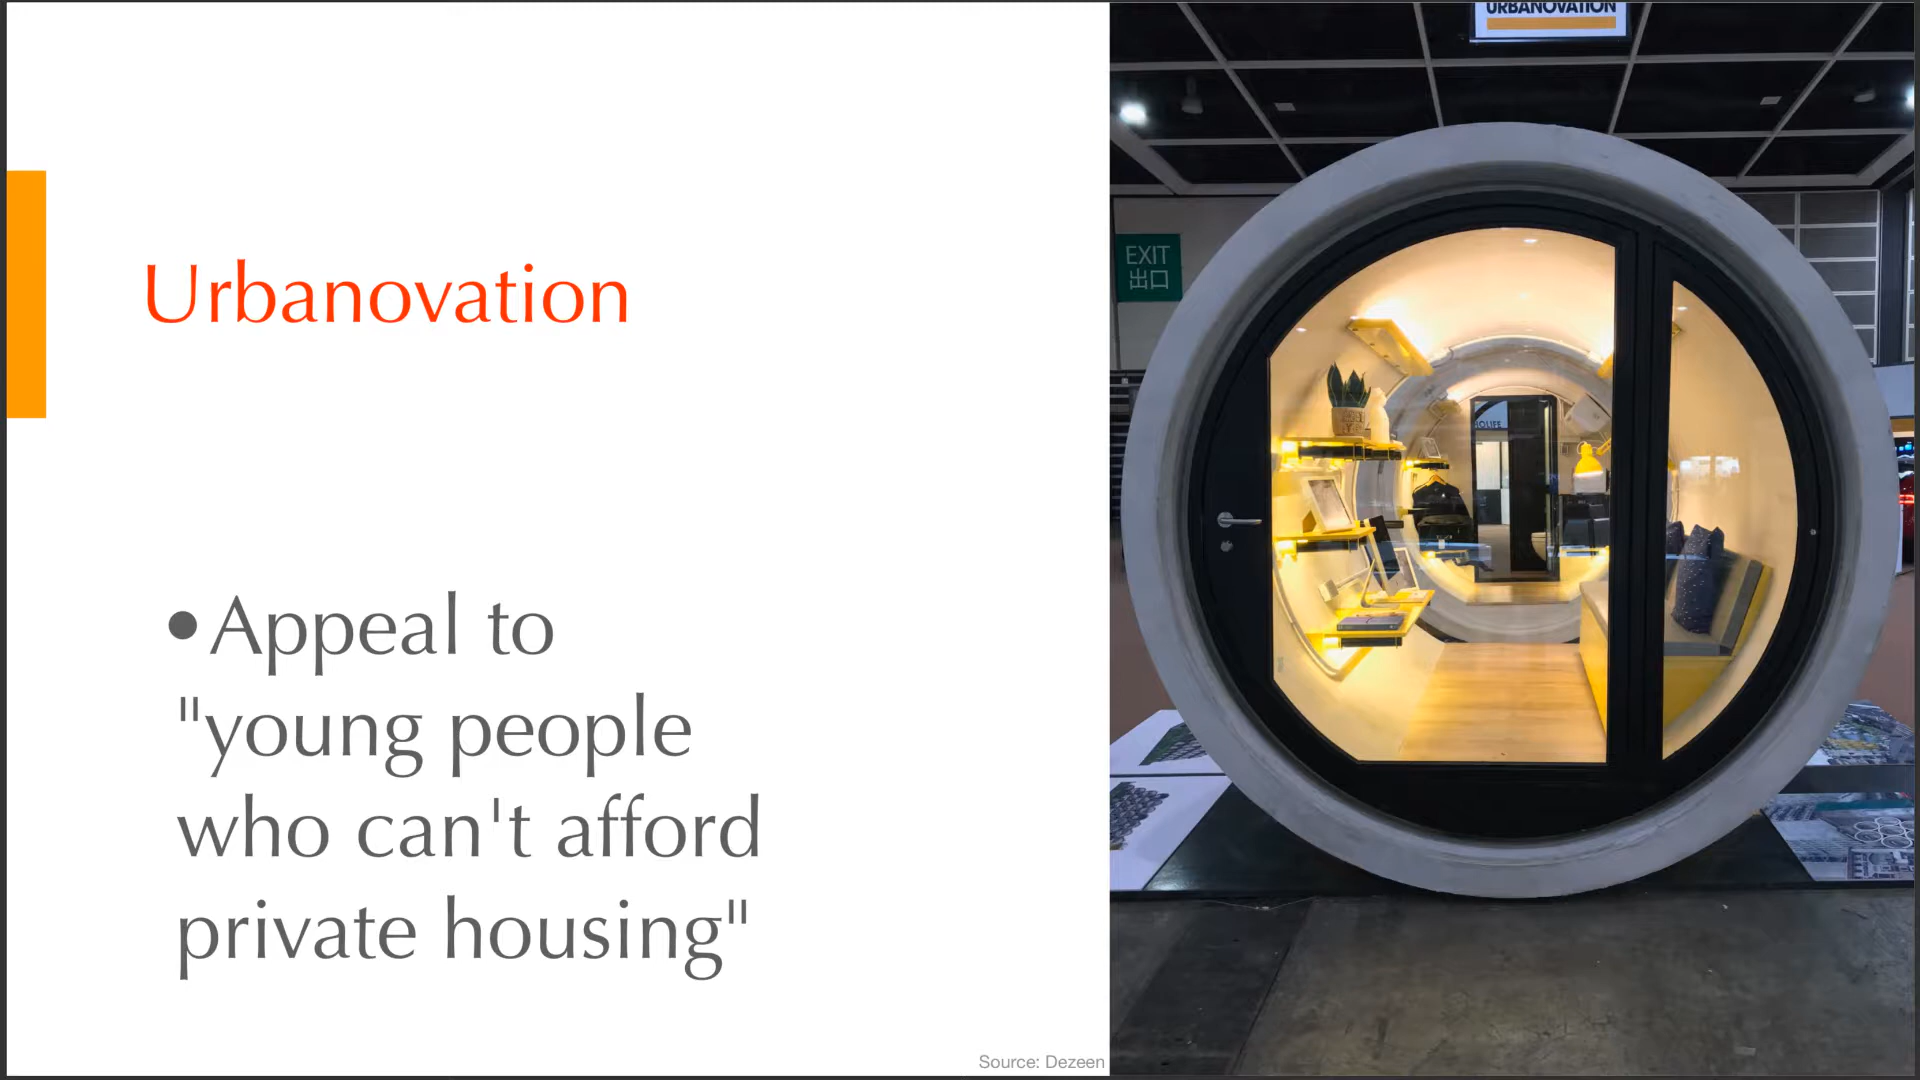 Urbanovation
•Appeal to
"young people
who can't afford
private housing"
Source: Dezeen
URBANOVATION
EXIT
出口